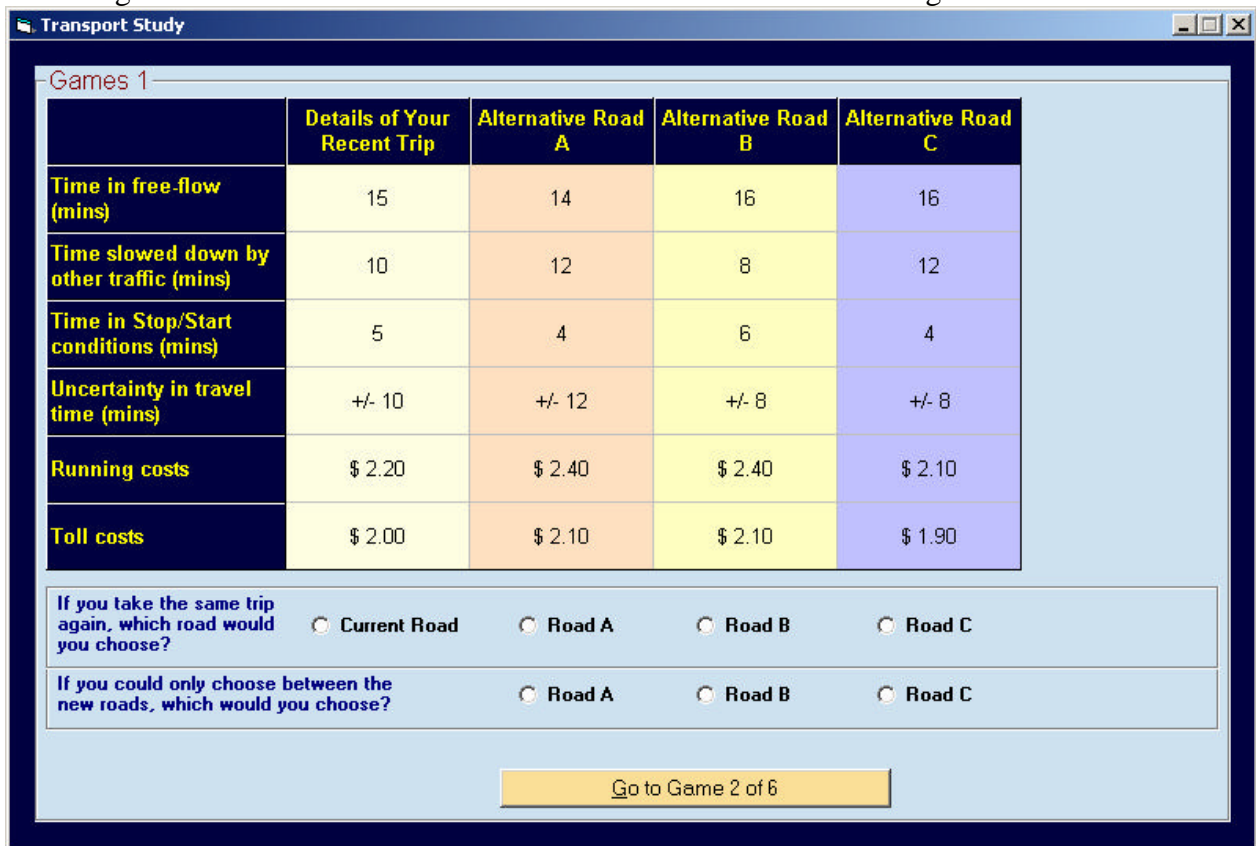 Transport Study
Games 1
Details of Your Recent Trip
Alternative Road A
Alternative Road B
Alternative Road C
Time in free-flow (mins)
15
14
16
16
Time slowed down by other traffic (mins)
10
12
8
12
Time in Stop/Start conditions (mins)
5
4
6
4
Uncertainty in travel time (mins)
+/- 10
+/- 12
+/- 8
+/- 8
Running costs
$ 2.20
$ 2.40
$ 2.40
$ 2.10
Toll costs
$ 2.00
$ 2.10
$ 2.10
$ 1.90
If you take the same trip
again, which road would
you choose?
Current Road
Road A
Road B
Road C
If you could only choose between the
new roads, which would you choose?
Road A
Road B
Road C
Go to Game 2 of 6